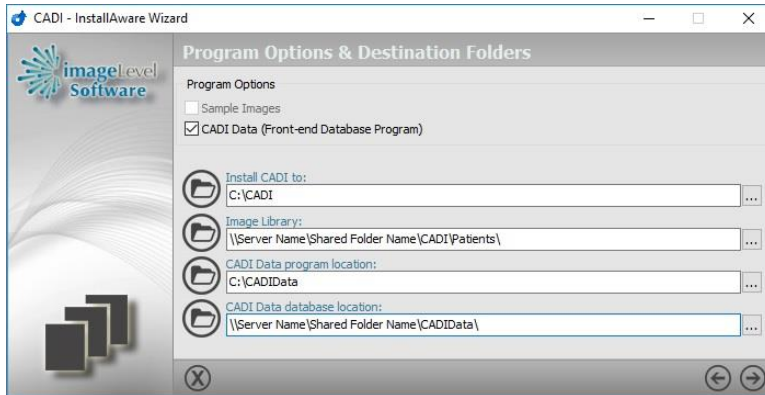 CADI - InstallAware Wizard
imageLevel
Software
Program Options & Destination Folders
Program Options
Sample Images
CADI Data (Front-end Database Program)
Install CADI to:
C:\CADI
...
Image Library:
\\Server Name\Shared Folder Name\CADI\Patients\
...
CADI Data program location:
C:\CADIData
...
CADI Data database location:
\\Server Name\Shared Folder Name\CADIData\
...